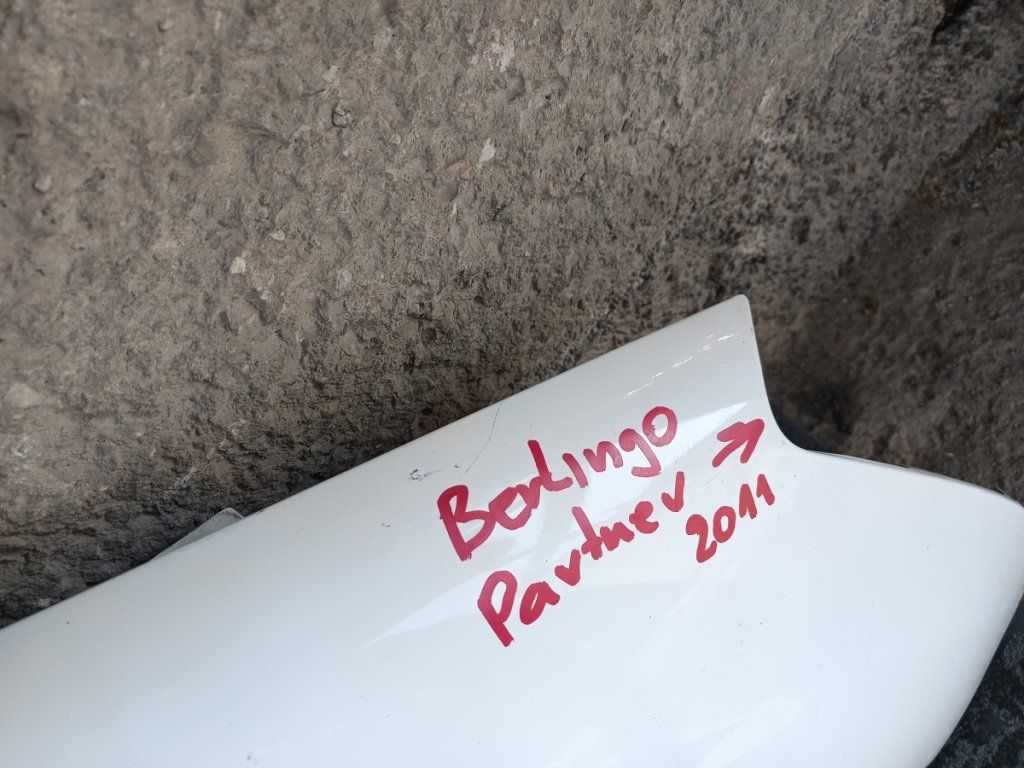 Berlingo
Partner →
2011